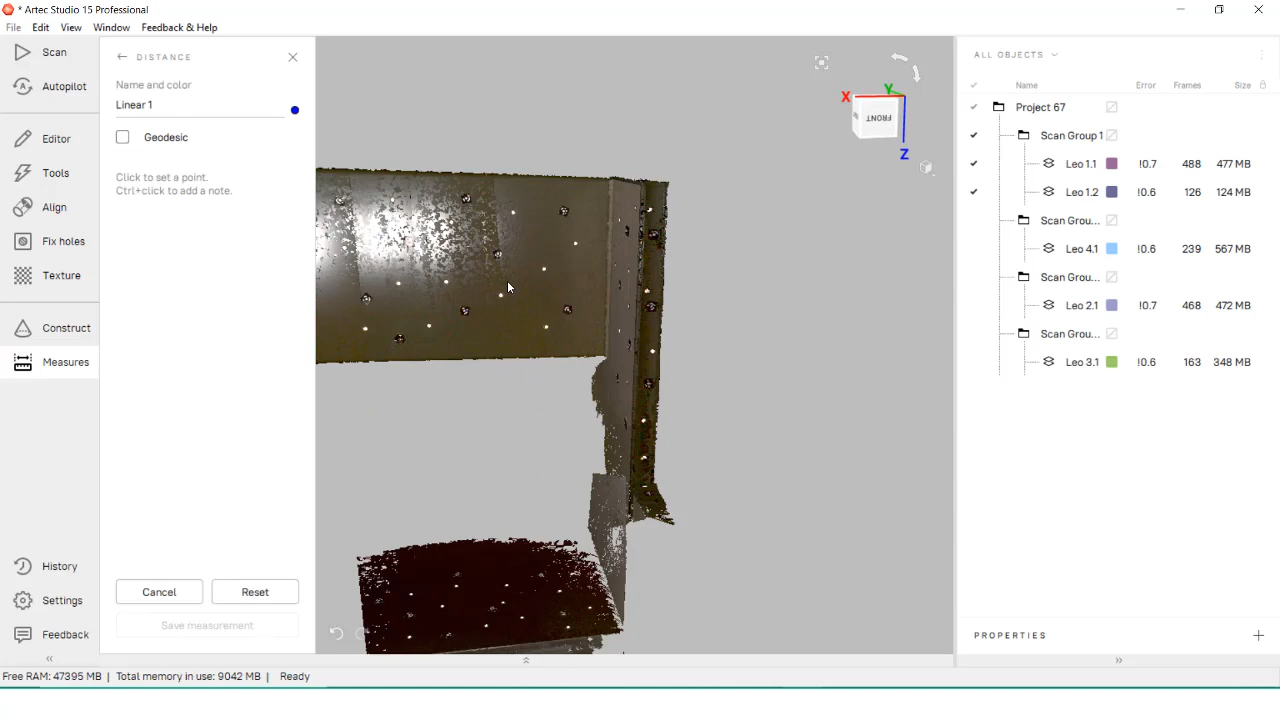 * Artec Studio 15 Professional
File Edit View Window Feedback & Help
Scan
Autopilot
Editor
Tools
Align
Fix holes
Texture
Construct
Measures
History
Settings
Feedback
DISTANCE
Name and color
Linear 1
Geodesic
Click to set a point.
Ctrl+click to add a note.
Cancel Reset
Save measurement
X Y
FRONT
Z
ALL OBJECTS
Name Error Frames Size
Project 67
Scan Group 1
Leo 1.1 !0.7 488 477 MB
Leo 1.2 !0.6 126 124 MB
Scan Grou...
Leo 4.1 !0.6 239 567 MB
Scan Grou...
Leo 2.1 !0.7 468 472 MB
Scan Grou...
Leo 3.1 !0.6 163 348 MB
PROPERTIES
Free RAM: 47395 MB | Total memory in use: 9042 MB | Ready